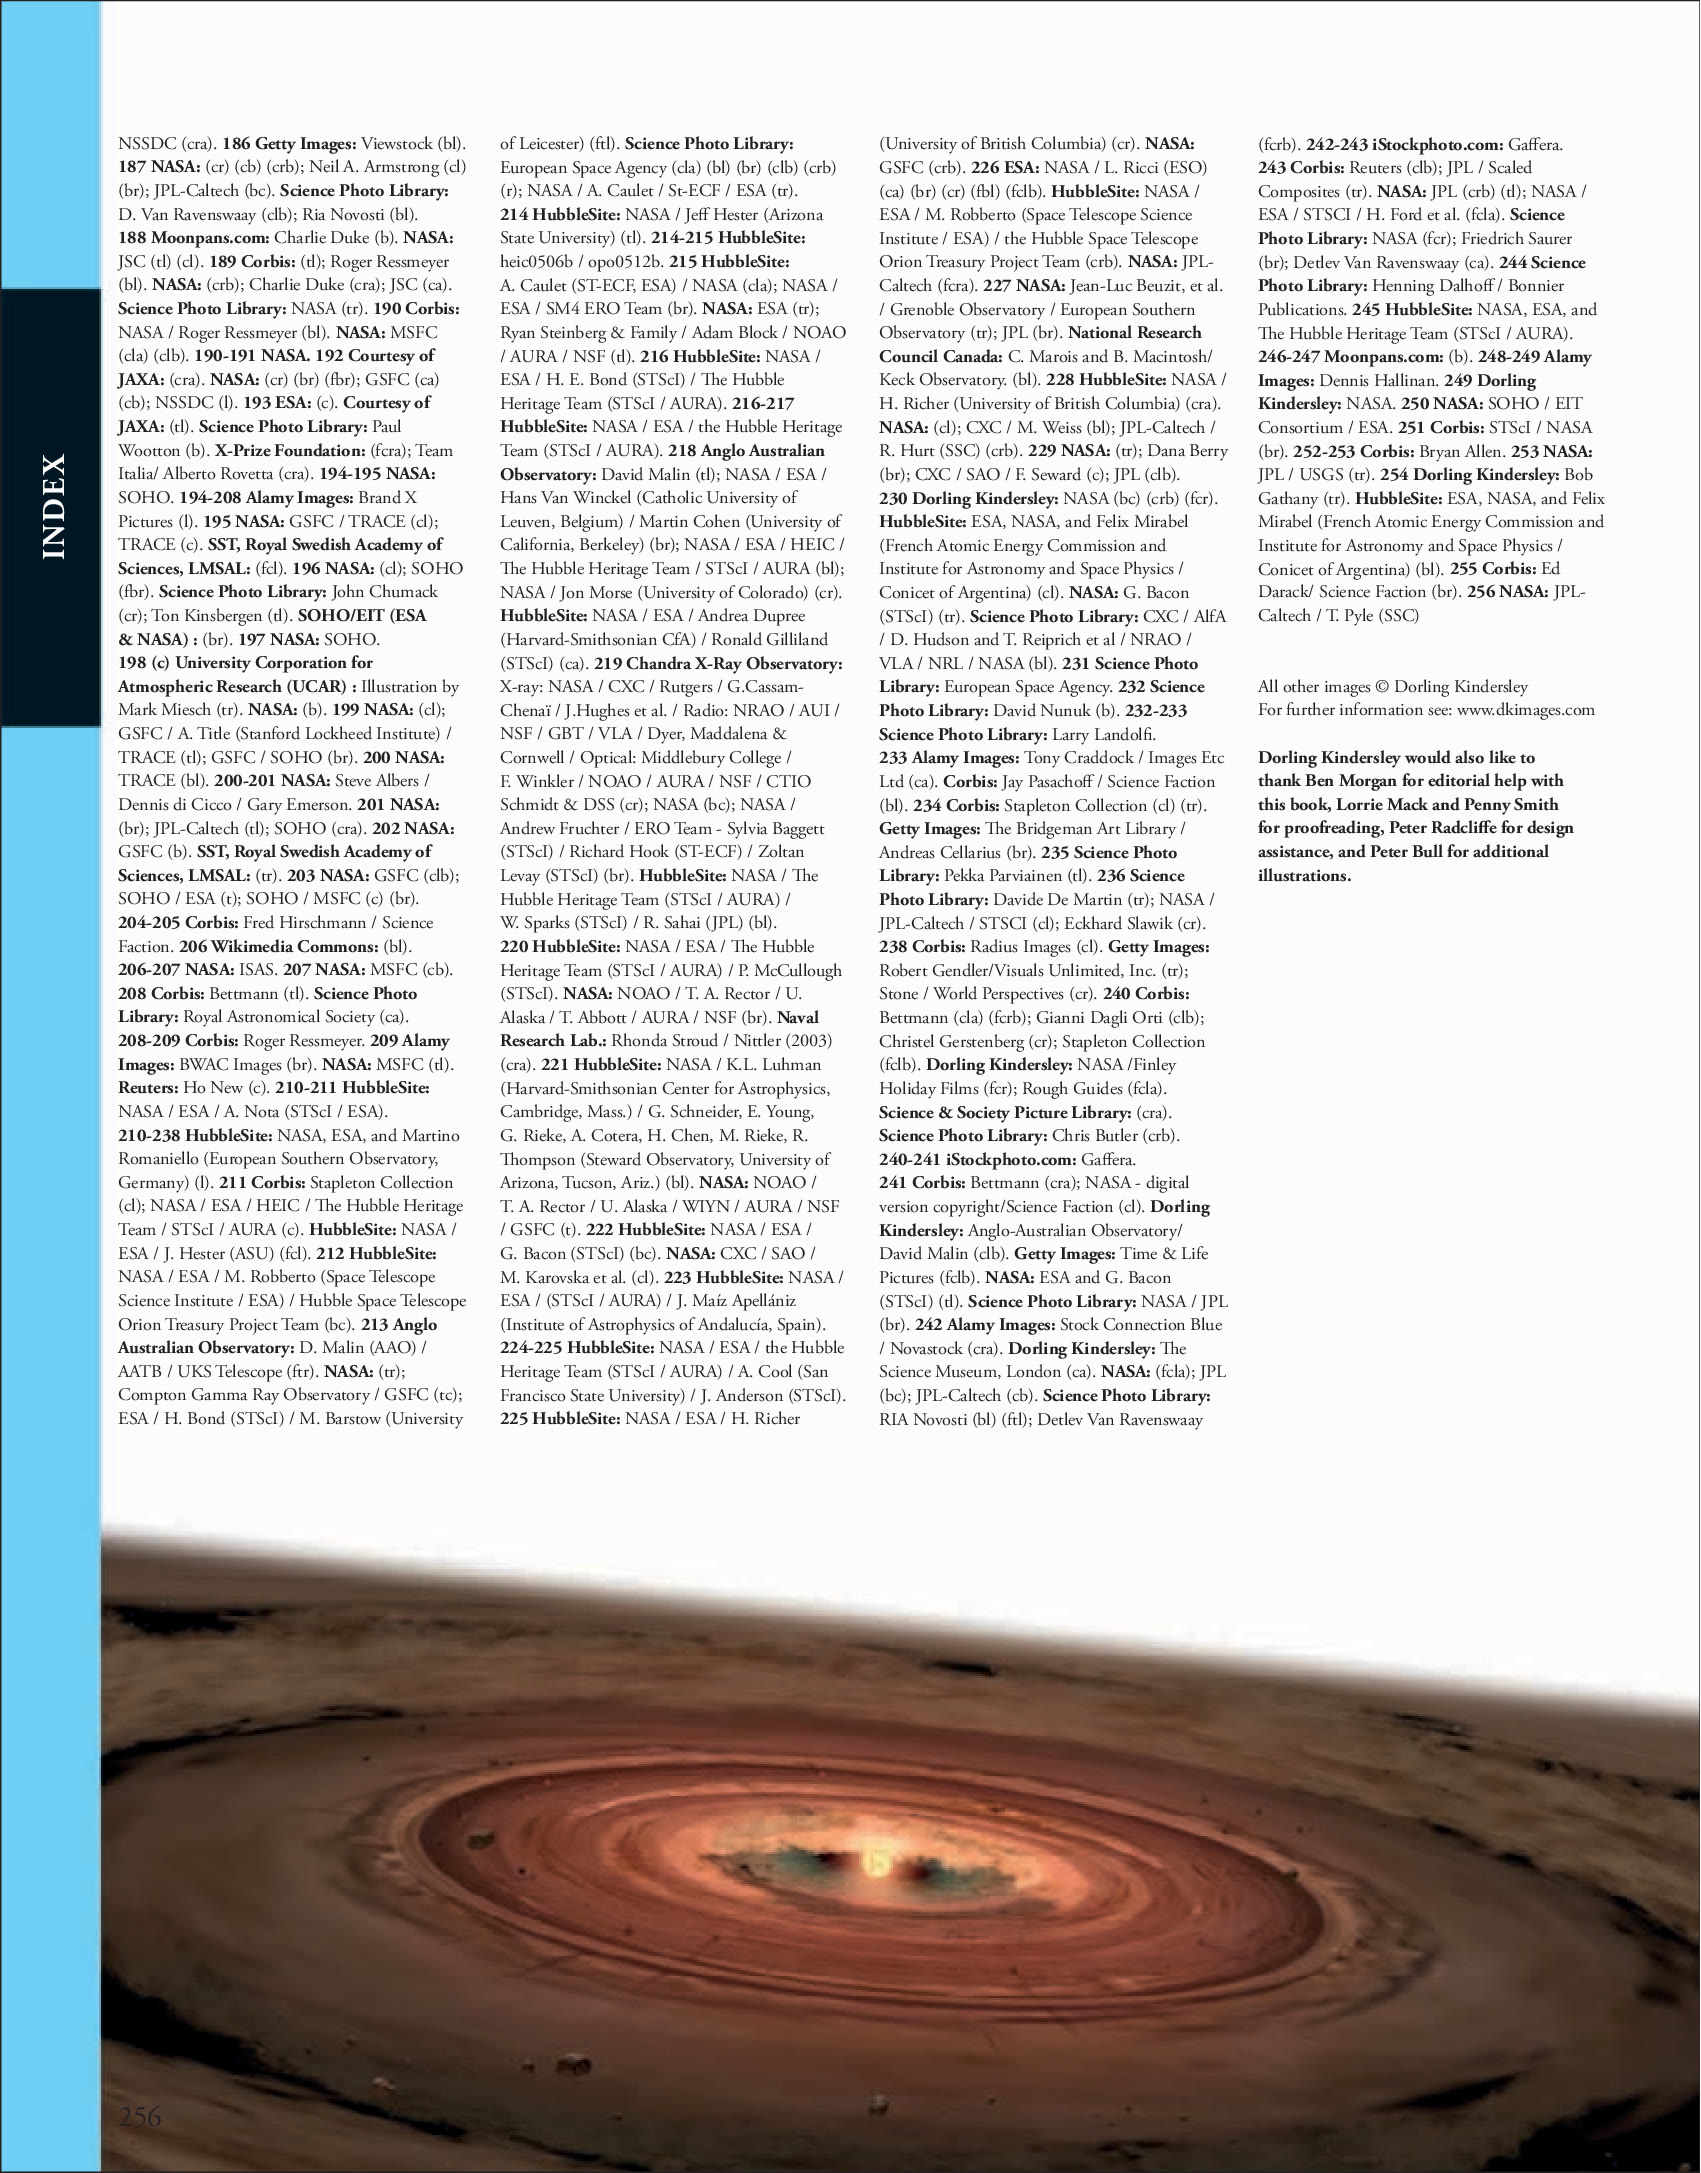 INDEX
NSSDC (cra). 186 Getty Images: Viewstock (bl).
187 NASA: (cr) (cb) (crb); Neil A. Armstrong (cl)
(br); JPL-Caltech (bc). Science Photo Library:
D. Van Ravenswaay (clb); Ria Novosti (bl).
188 Moonpans.com: Charlie Duke (b). NASA:
JSC (tl) (cl). 189 Corbis: (tl); Roger Ressmeyer
(bl). NASA: (crb); Charlie Duke (cra); JSC (ca).
Science Photo Library: NASA (tr). 190 Corbis:
NASA / Roger Ressmeyer (bl). NASA: MSFC
(cla) (clb). 190-191 NASA. 192 Courtesy of
JAXA: (cra). NASA: (cr) (br) (fbr); GSFC (ca)
(cb); NSSDC (l). 193 ESA: (c). Courtesy of
JAXA: (tl). Science Photo Library: Paul
Wootton (b). X-Prize Foundation: (fcra); Team
Italia/ Alberto Rovetta (cra). 194-195 NASA:
SOHO. 194-208 Alamy Images: Brand X
Pictures (l). 195 NASA: GSFC / TRACE (cl);
TRACE (c). SST, Royal Swedish Academy of
Sciences, LMSAL: (fcl). 196 NASA: (cl); SOHO
(fbr). Science Photo Library: John Chumack
(cr); Ton Kinsbergen (tl). SOHO/EIT (ESA
& NASA) : (br). 197 NASA: SOHO.
198 (c) University Corporation for
Atmospheric Research (UCAR) : Illustration by
Mark Miesch (tr). NASA: (b). 199 NASA: (cl);
GSFC / A. Title (Stanford Lockheed Institute) /
TRACE (tl); GSFC / SOHO (br). 200 NASA:
TRACE (bl). 200-201 NASA: Steve Albers /
Dennis di Cicco / Gary Emerson. 201 NASA:
(br); JPL-Caltech (tl); SOHO (cra). 202 NASA:
GSFC (b). SST, Royal Swedish Academy of
Sciences, LMSAL: (tr). 203 NASA: GSFC (clb);
SOHO / ESA (t); SOHO / MSFC (c) (br).
204-205 Corbis: Fred Hirschmann / Science
Faction. 206 Wikimedia Commons: (bl).
206-207 NASA: ISAS. 207 NASA: MSFC (cb).
208 Corbis: Bettmann (tl). Science Photo
Library: Royal Astronomical Society (ca).
208-209 Corbis: Roger Ressmeyer. 209 Alamy
Images: BWAC Images (br). NASA: MSFC (tl).
Reuters: Ho New (c). 210-211 HubbleSite:
NASA / ESA / A. Nota (STScI / ESA).
210-238 HubbleSite: NASA, ESA, and Martino
Romaniello (European Southern Observatory,
Germany) (l). 211 Corbis: Stapleton Collection
(cl); NASA / ESA / HEIC / The Hubble Heritage
Team / STScI / AURA (c). HubbleSite: NASA /
ESA / J. Hester (ASU) (fcl). 212 HubbleSite:
NASA / ESA / M. Robberto (Space Telescope
Science Institute / ESA) / Hubble Space Telescope
Orion Treasury Project Team (bc). 213 Anglo
Australian Observatory: D. Malin (AAO) /
AATB / UKS Telescope (ftr). NASA: (tr);
Compton Gamma Ray Observatory / GSFC (tc);
ESA / H. Bond (STScI) / M. Barstow (University
of Leicester) (ftl). Science Photo Library:
European Space Agency (cla) (bl) (br) (clb) (crb)
(r); NASA / A. Caulet / St-ECF / ESA (tr).
214 HubbleSite: NASA / Jeff Hester (Arizona
State University) (tl). 214-215 HubbleSite:
heic0506b / opo0512b. 215 HubbleSite:
A. Caulet (ST-ECF, ESA) / NASA (cla); NASA /
ESA / SM4 ERO Team (br). NASA: ESA (tr);
Ryan Steinberg & Family / Adam Block / NOAO
/ AURA / NSF (tl). 216 HubbleSite: NASA /
ESA / H. E. Bond (STScI) / The Hubble
Heritage Team (STScI / AURA). 216-217
HubbleSite: NASA / ESA / the Hubble Heritage
Team (STScI / AURA). 218 Anglo Australian
Observatory: David Malin (tl); NASA / ESA /
Hans Van Winckel (Catholic University of
Leuven, Belgium) / Martin Cohen (University of
California, Berkeley) (br); NASA / ESA / HEIC /
The Hubble Heritage Team / STScI / AURA (bl);
NASA / Jon Morse (University of Colorado) (cr).
HubbleSite: NASA / ESA / Andrea Dupree
(Harvard-Smithsonian CfA) / Ronald Gilliland
(STScI) (ca). 219 Chandra X-Ray Observatory:
X-ray: NASA / CXC / Rutgers / G.Cassam-
Chenaï / J.Hughes et al. / Radio: NRAO / AUI /
NSF / GBT / VLA / Dyer, Maddalena &
Cornwell / Optical: Middlebury College /
F. Winkler / NOAO / AURA / NSF / CTIO
Schmidt & DSS (cr); NASA (bc); NASA /
Andrew Fruchter / ERO Team - Sylvia Baggett
(STScI) / Richard Hook (ST-ECF) / Zoltan
Levay (STScI) (br). HubbleSite: NASA / The
Hubble Heritage Team (STScI / AURA) /
W. Sparks (STScI) / R. Sahai (JPL) (bl).
220 HubbleSite: NASA / ESA / The Hubble
Heritage Team (STScI / AURA) / P. McCullough
(STScI). NASA: NOAO / T. A. Rector / U.
Alaska / T. Abbott / AURA / NSF (br). Naval
Research Lab.: Rhonda Stroud / Nittler (2003)
(cra). 221 HubbleSite: NASA / K.L. Luhman
(Harvard-Smithsonian Center for Astrophysics,
Cambridge, Mass.) / G. Schneider, E. Young,
G. Rieke, A. Cotera, H. Chen, M. Rieke, R.
Thompson (Steward Observatory, University of
Arizona, Tucson, Ariz.) (bl). NASA: NOAO /
T. A. Rector / U. Alaska / WIYN / AURA / NSF
/ GSFC (t). 222 HubbleSite: NASA / ESA /
G. Bacon (STScI) (bc). NASA: CXC / SAO /
M. Karovska et al. (cl). 223 HubbleSite: NASA /
ESA / (STScI / AURA) / J. Maíz Apellániz
(Institute of Astrophysics of Andalucía, Spain).
224-225 HubbleSite: NASA / ESA / the Hubble
Heritage Team (STScI / AURA) / A. Cool (San
Francisco State University) / J. Anderson (STScI).
225 HubbleSite: NASA / ESA / H. Richer
(University of British Columbia) (cr). NASA:
GSFC (crb). 226 ESA: NASA / L. Ricci (ESO)
(ca) (br) (cr) (fbl) (fclb). HubbleSite: NASA /
ESA / M. Robberto (Space Telescope Science
Institute / ESA) / the Hubble Space Telescope
Orion Treasury Project Team (crb). NASA: JPL-
Caltech (fcra). 227 NASA: Jean-Luc Beuzit, et al.
/ Grenoble Observatory / European Southern
Observatory (tr); JPL (br). National Research
Council Canada: C. Marois and B. Macintosh/
Keck Observatory. (bl). 228 HubbleSite: NASA /
H. Richer (University of British Columbia) (cra).
NASA: (cl); CXC / M. Weiss (bl); JPL-Caltech /
R. Hurt (SSC) (crb). 229 NASA: (tr); Dana Berry
(br); CXC / SAO / F. Seward (c); JPL (clb).
230 Dorling Kindersley: NASA (bc) (crb) (fcr).
HubbleSite: ESA, NASA, and Felix Mirabel
(French Atomic Energy Commission and
Institute for Astronomy and Space Physics /
Conicet of Argentina) (cl). NASA: G. Bacon
(STScI) (tr). Science Photo Library: CXC / AlfA
/ D. Hudson and T. Reiprich et al / NRAO /
VLA / NRL / NASA (bl). 231 Science Photo
Library: European Space Agency. 232 Science
Photo Library: David Nunuk (b). 232-233
Science Photo Library: Larry Landolfi.
233 Alamy Images: Tony Craddock / Images Etc
Ltd (ca). Corbis: Jay Pasachoff / Science Faction
(bl). 234 Corbis: Stapleton Collection (cl) (tr).
Getty Images: The Bridgeman Art Library /
Andreas Cellarius (br). 235 Science Photo
Library: Pekka Parviainen (tl). 236 Science
Photo Library: Davide De Martin (tr); NASA /
JPL-Caltech / STSCI (cl); Eckhard Slawik (cr).
238 Corbis: Radius Images (cl). Getty Images:
Robert Gendler/Visuals Unlimited, Inc. (tr);
Stone / World Perspectives (cr). 240 Corbis:
Bettmann (cla) (fcrb); Gianni Dagli Orti (clb);
Christel Gerstenberg (cr); Stapleton Collection
(fclb). Dorling Kindersley: NASA /Finley
Holiday Films (fcr); Rough Guides (fcla).
Science & Society Picture Library: (cra).
Science Photo Library: Chris Butler (crb).
240-241 iStockphoto.com: Gaffera.
241 Corbis: Bettmann (cra); NASA - digital
version copyright/Science Faction (cl). Dorling
Kindersley: Anglo-Australian Observatory/
David Malin (clb). Getty Images: Time & Life
Pictures (fclb). NASA: ESA and G. Bacon
(STScI) (tl). Science Photo Library: NASA / JPL
(br). 242 Alamy Images: Stock Connection Blue
/ Novastock (cra). Dorling Kindersley: The
Science Museum, London (ca). NASA: (fcla); JPL
(bc); JPL-Caltech (cb). Science Photo Library:
RIA Novosti (bl) (ftl); Detlev Van Ravenswaay
(fcrb). 242-243 iStockphoto.com: Gaffera.
243 Corbis: Reuters (clb); JPL / Scaled
Composites (tr). NASA: JPL (crb) (tl); NASA /
ESA / STSCI / H. Ford et al. (fcla). Science
Photo Library: NASA (fcr); Friedrich Saurer
(br); Detlev Van Ravenswaay (ca). 244 Science
Photo Library: Henning Dalhoff / Bonnier
Publications. 245 HubbleSite: NASA, ESA, and
The Hubble Heritage Team (STScI / AURA).
246-247 Moonpans.com: (b). 248-249 Alamy
Images: Dennis Hallinan. 249 Dorling
Kindersley: NASA. 250 NASA: SOHO / EIT
Consortium / ESA. 251 Corbis: STScI / NASA
(br). 252-253 Corbis: Bryan Allen. 253 NASA:
JPL / USGS (tr). 254 Dorling Kindersley: Bob
Gathany (tr). HubbleSite: ESA, NASA, and Felix
Mirabel (French Atomic Energy Commission and
Institute for Astronomy and Space Physics /
Conicet of Argentina) (bl). 255 Corbis: Ed
Darack/ Science Faction (br). 256 NASA: JPL-
Caltech / T. Pyle (SSC)
All other images © Dorling Kindersley
For further information see: www.dkimages.com
Dorling Kindersley would also like to
thank Ben Morgan for editorial help with
this book, Lorrie Mack and Penny Smith
for proofreading, Peter Radcliffe for design
assistance, and Peter Bull for additional
illustrations.
256